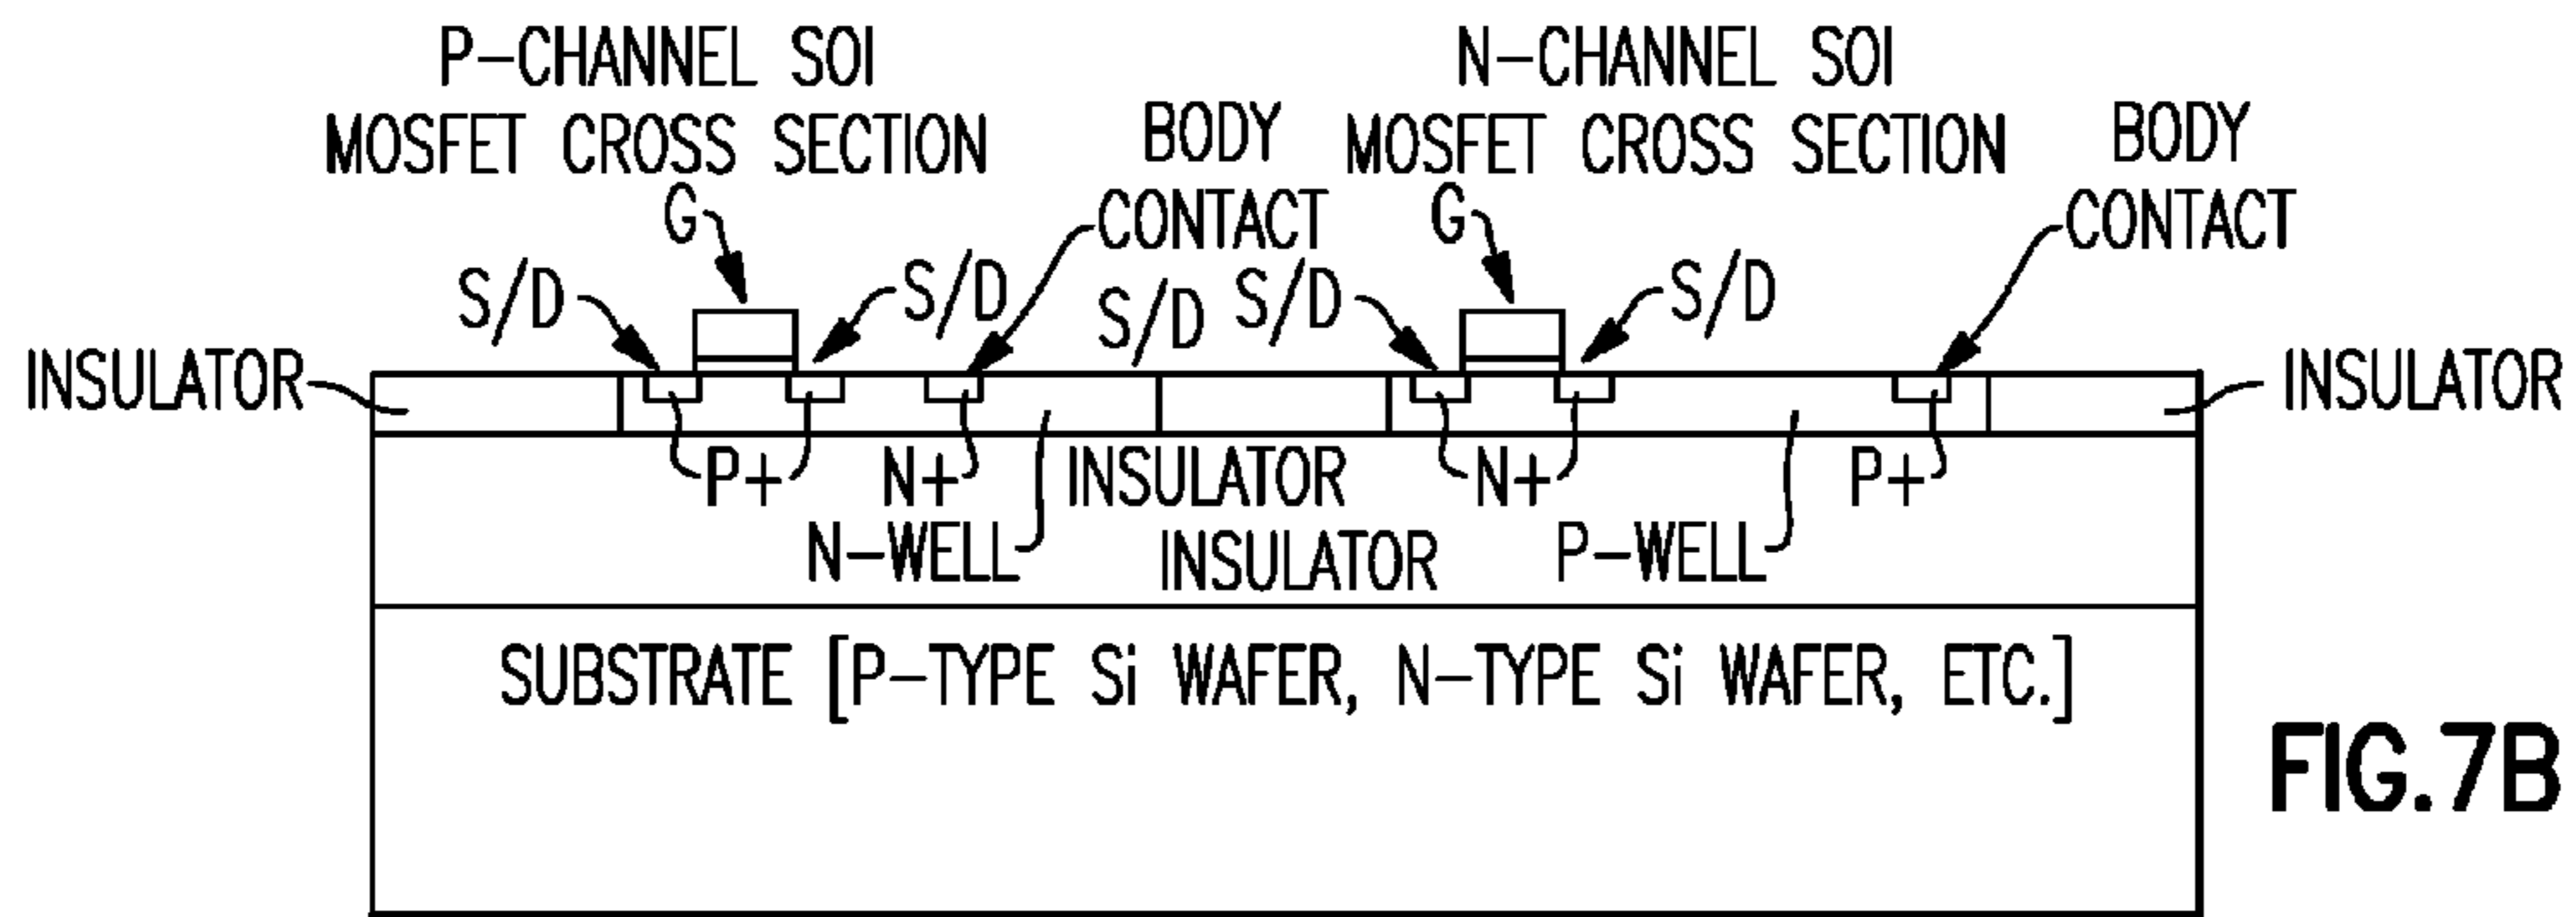 P-CHANNEL SOI
MOSFET CROSS SECTION
N-CHANNEL SOI
MOSFET CROSS SECTION
BODY
CONTACT
BODY
CONTACT
G
G
S/D
S/D
S/D
S/D
S/D
INSULATOR
INSULATOR
P+
N+
INSULATOR
N+
P+
N-WELL
INSULATOR
P-WELL
SUBSTRATE [P-TYPE Si WAFER, N-TYPE Si WAFER, ETC.]
FIG.7B